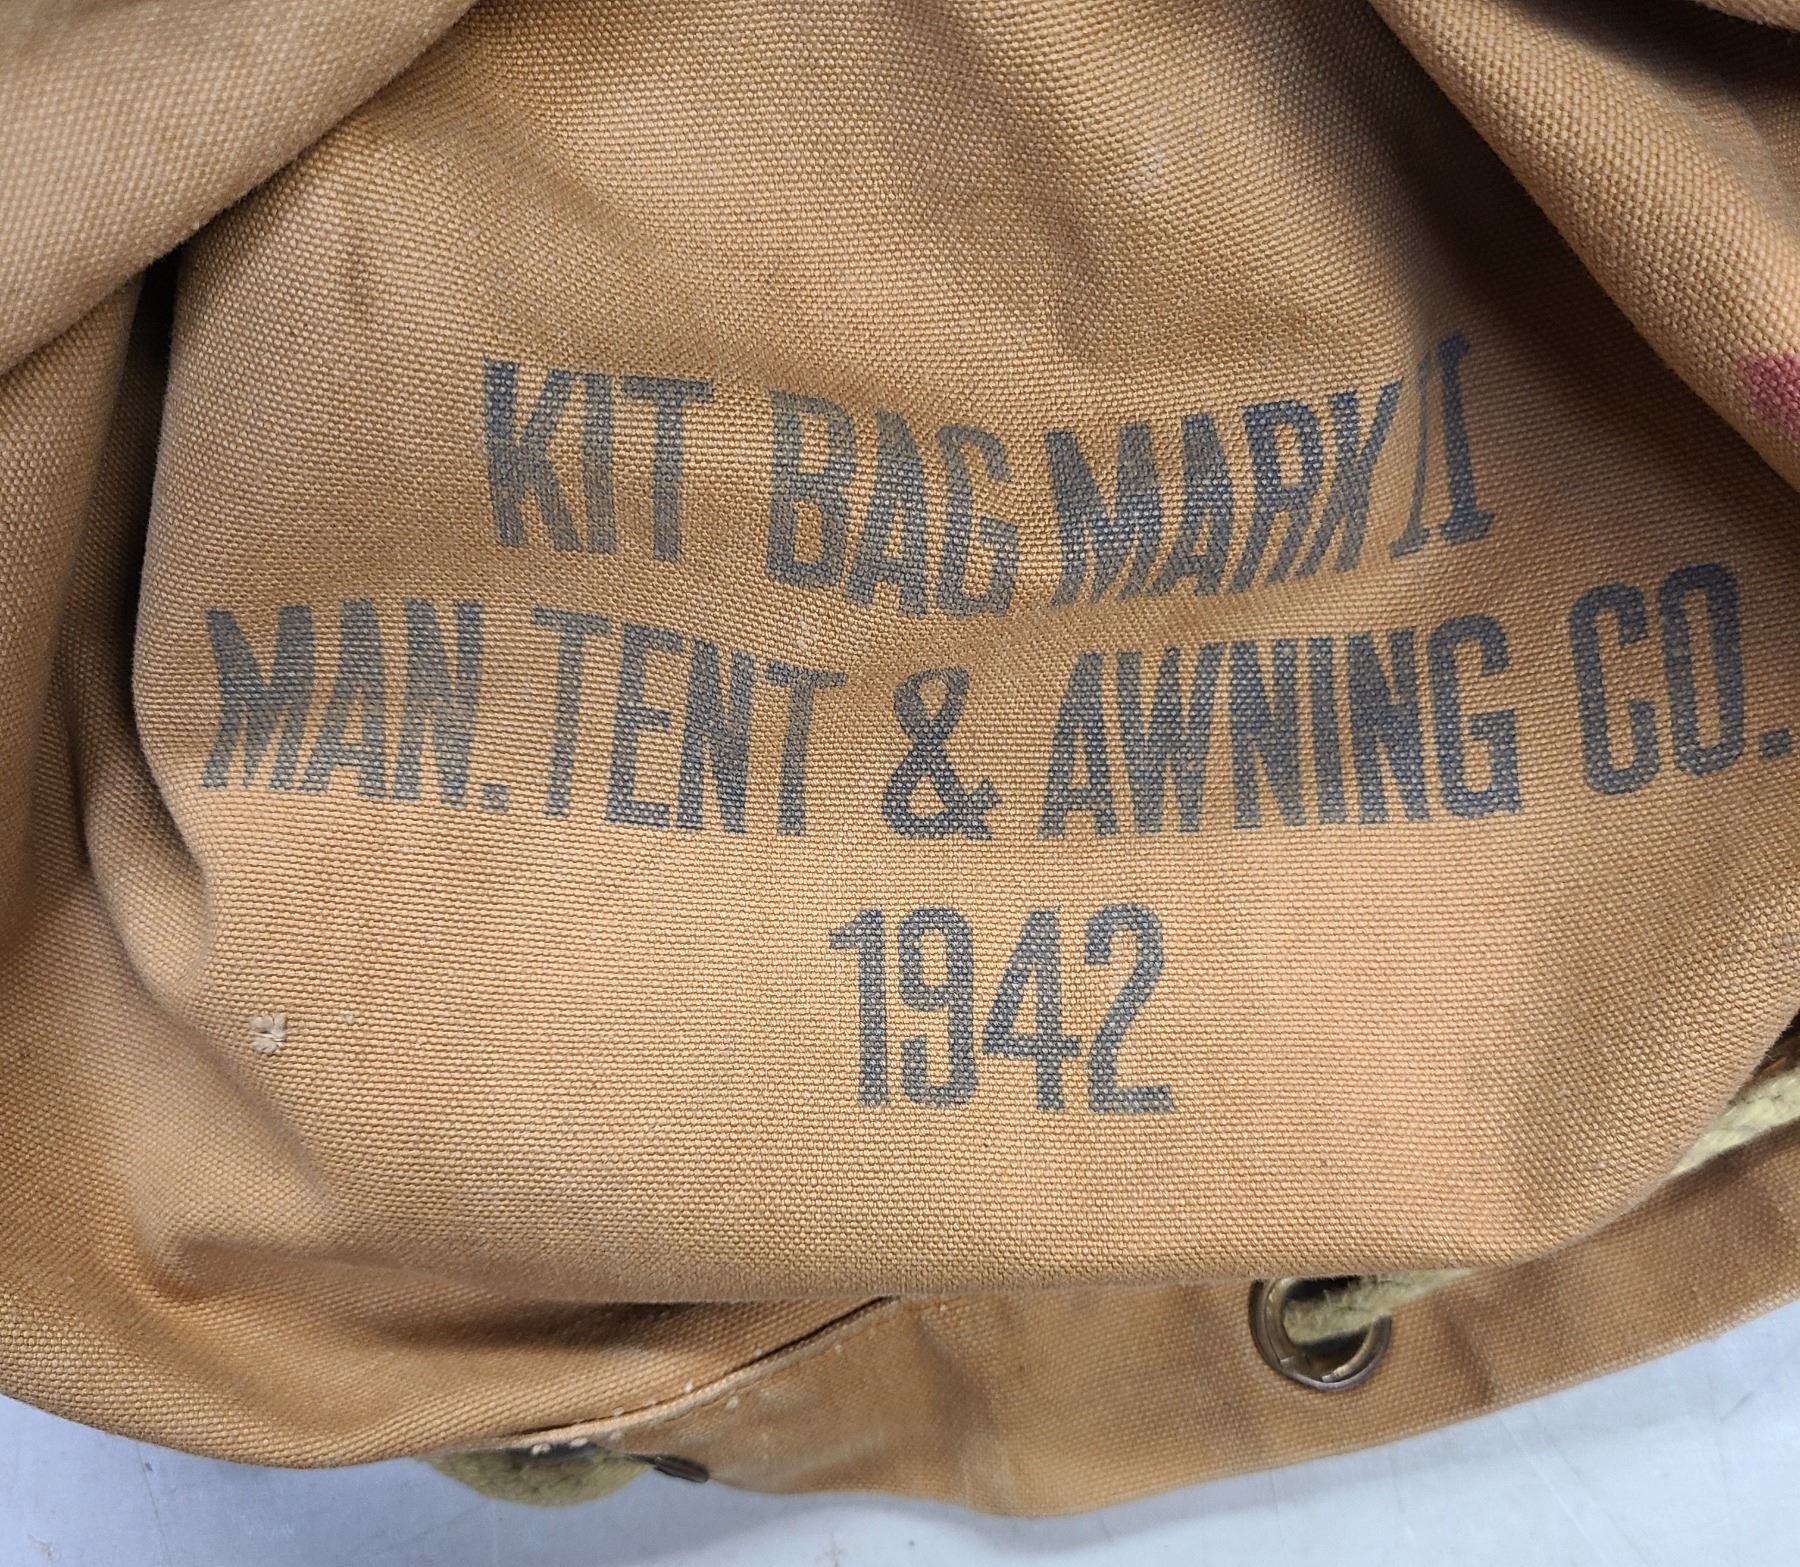 KIT BAG MARK II
MAN. TENT & AWNING CO.
1942